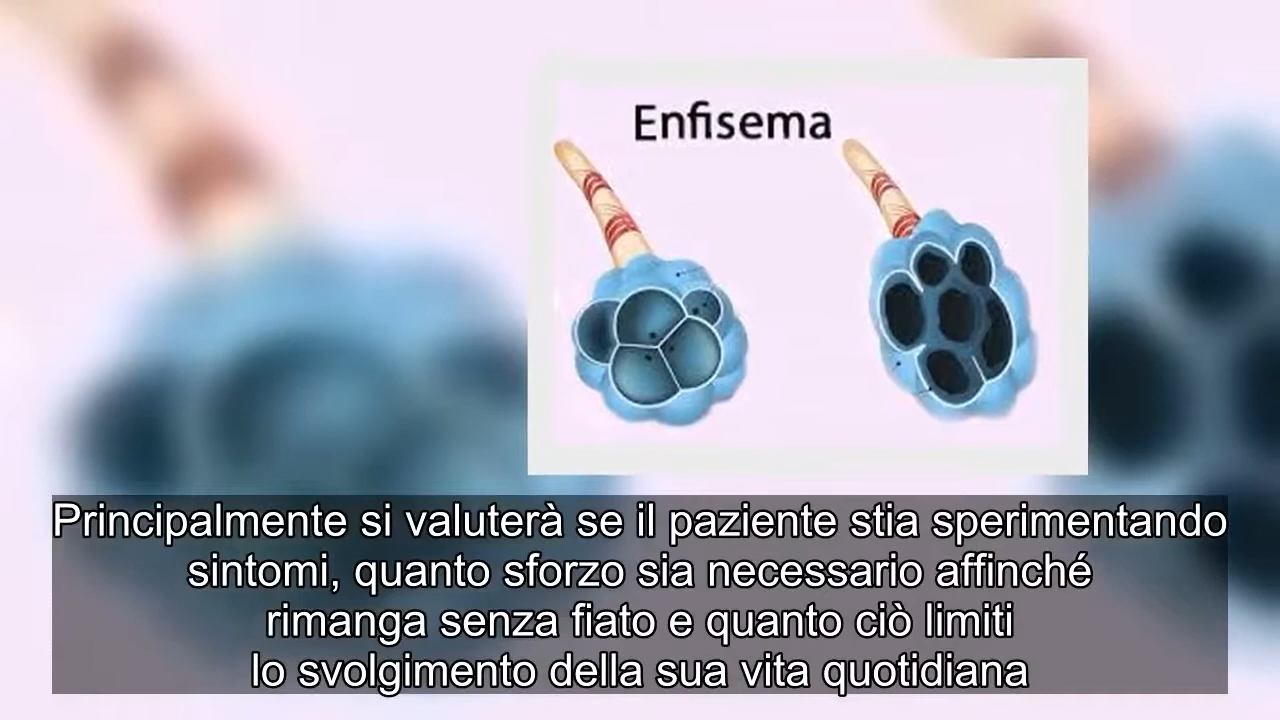 Enfisema
Principalmente si valuterà se il paziente stia sperimentando
sintomi, quanto sforzo sia necessario affinché
rimanga senza fiato e quanto ciò limiti
lo svolgimento della sua vita quotidiana